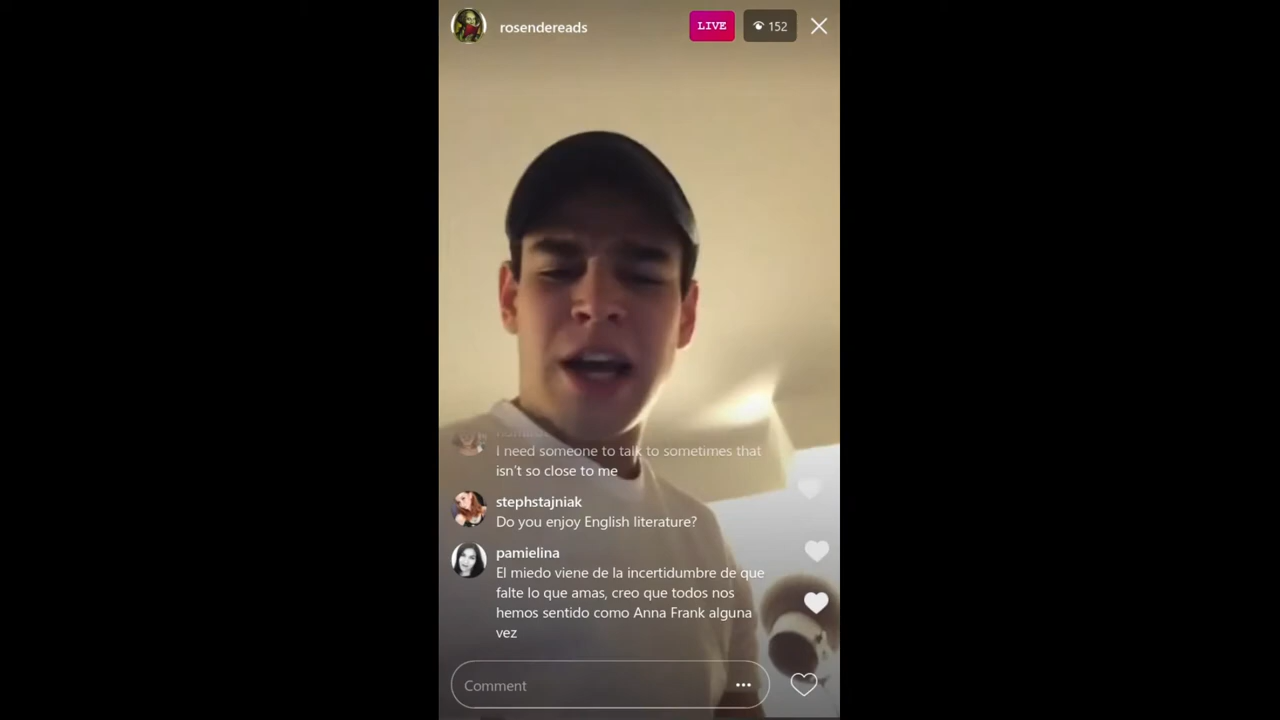 rosendereads LIVE 152
I need someone to talk to sometimes that
isn't so close to me
stephstajniak
Do you enjoy English literature?
pamielina
El miedo viene de la incertidumbre de que
falte lo que amas, creo que todos nos
hemos sentido como Anna Frank alguna
vez
Comment